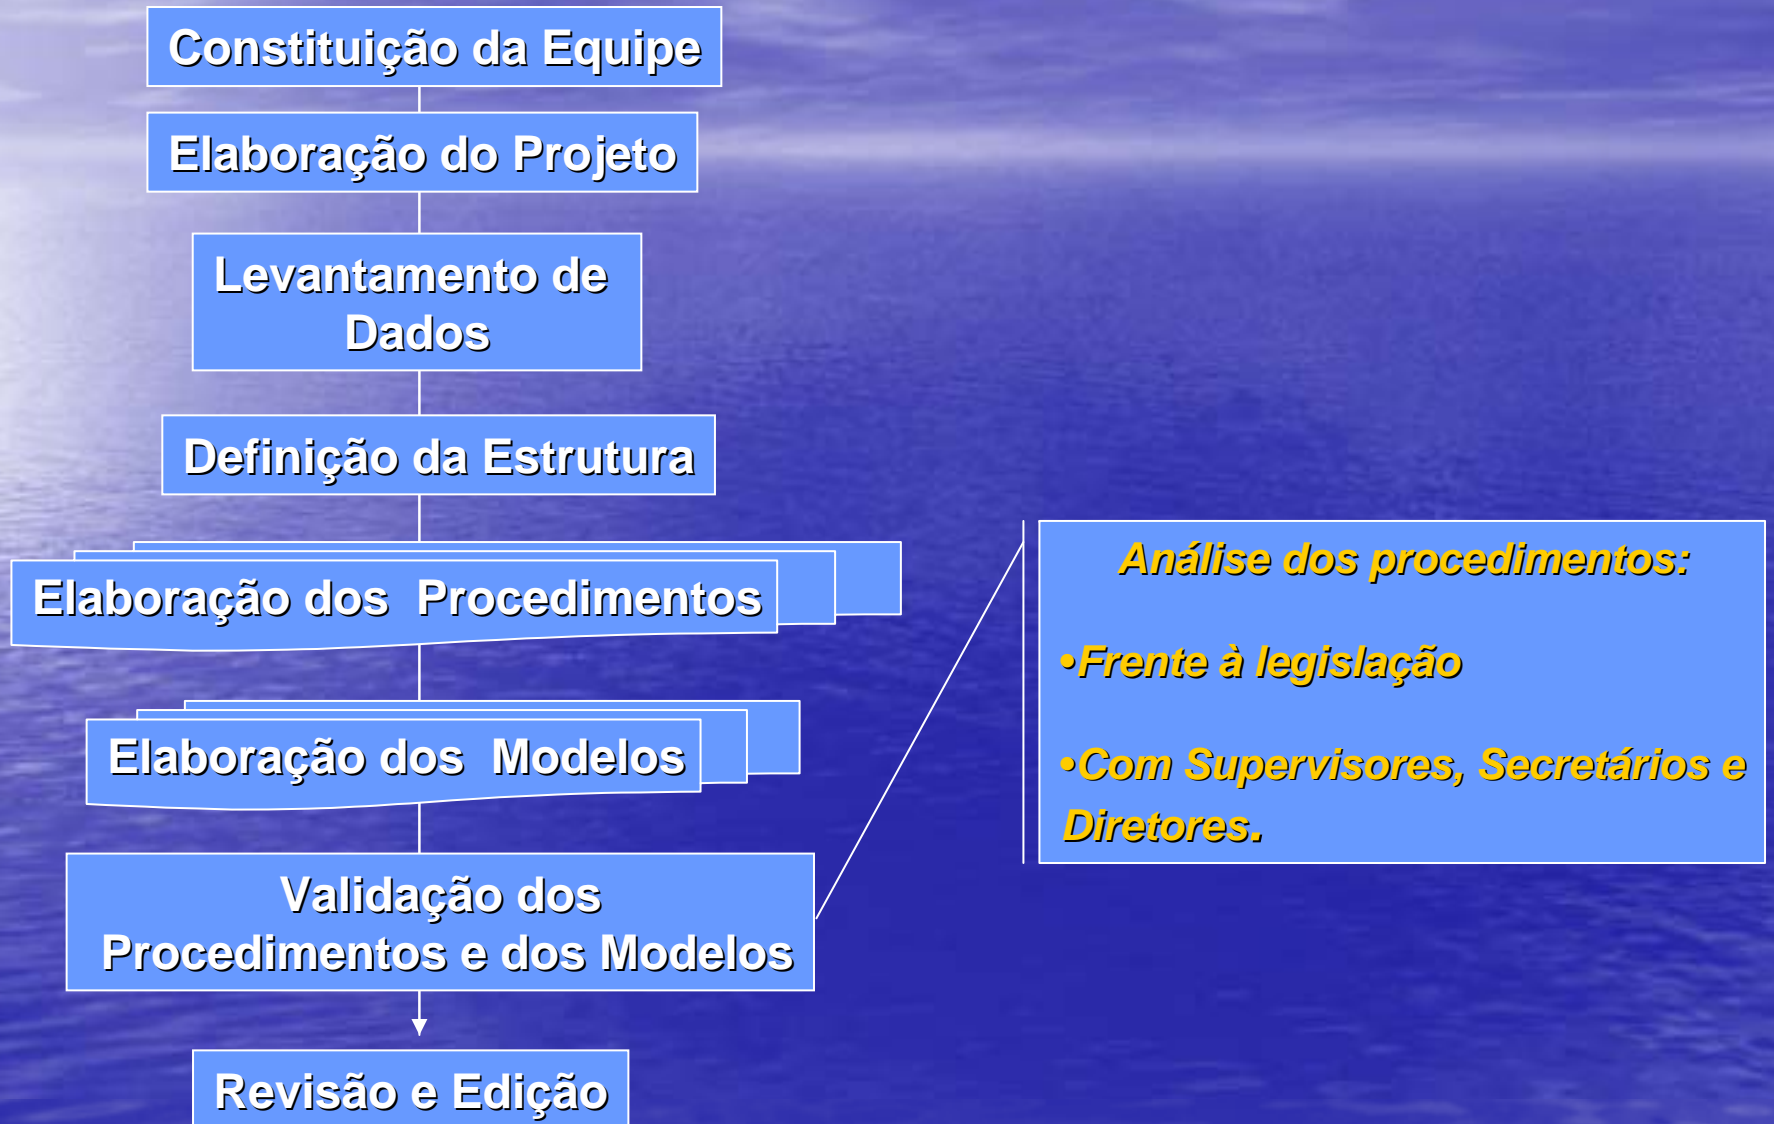 Constituição da Equipe
Elaboração do Projeto
Levantamento de
Dados
Definição da Estrutura
Elaboração dos Procedimentos
Elaboração dos Modelos
Validação dos
Procedimentos e dos Modelos
Revisão e Edição
Análise dos procedimentos:
•Frente à legislação
•Com Supervisores, Secretários e
Diretores.